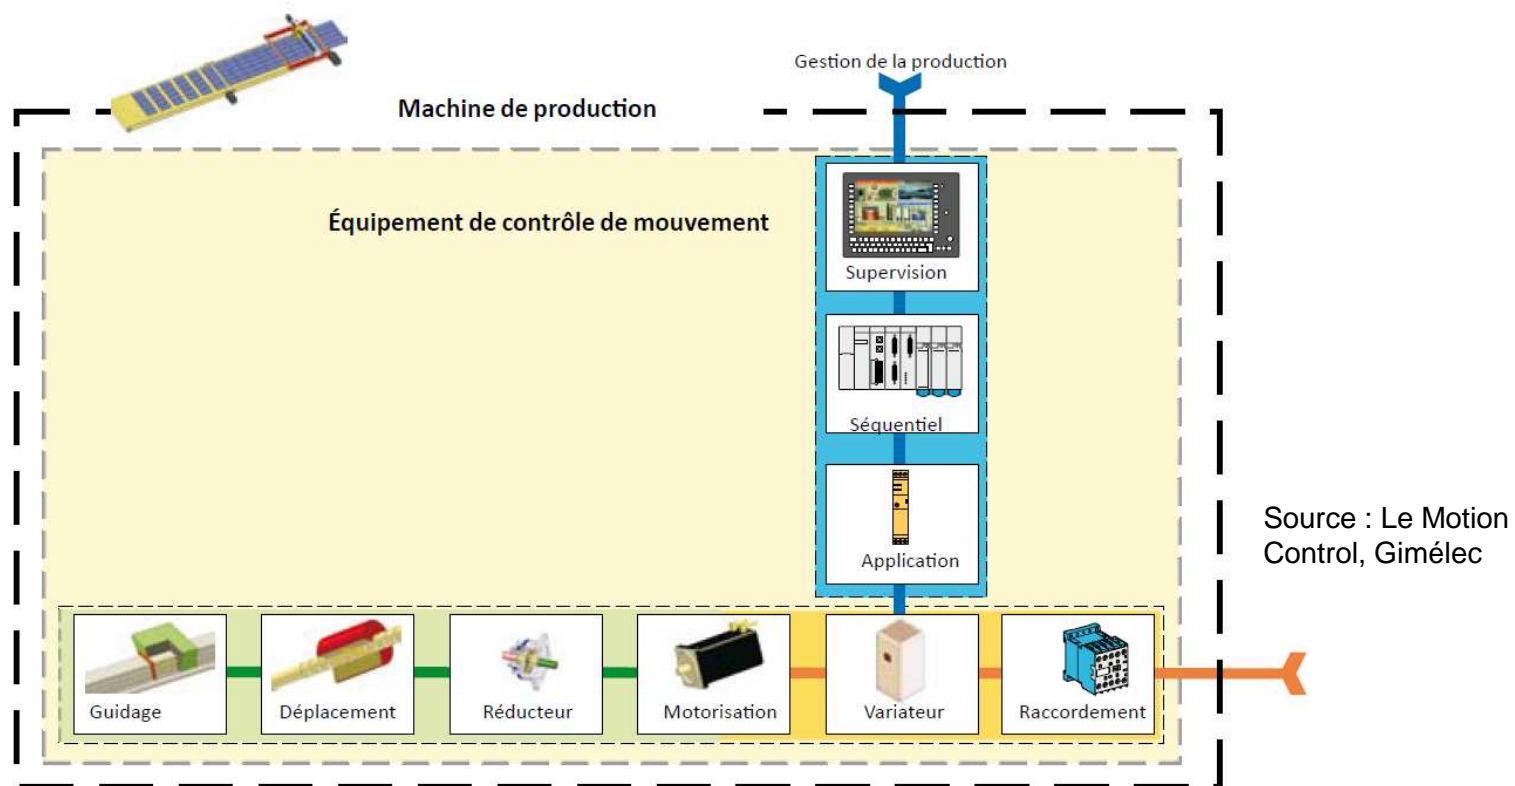 Gestion de la production
Machine de production
Équipement de contrôle de mouvement
Supervision
Séquentiel
Application
Source : Le Motion
Control, Gimélec
Guidage
Déplacement
Réducteur
Motorisation
Variateur
Raccordement